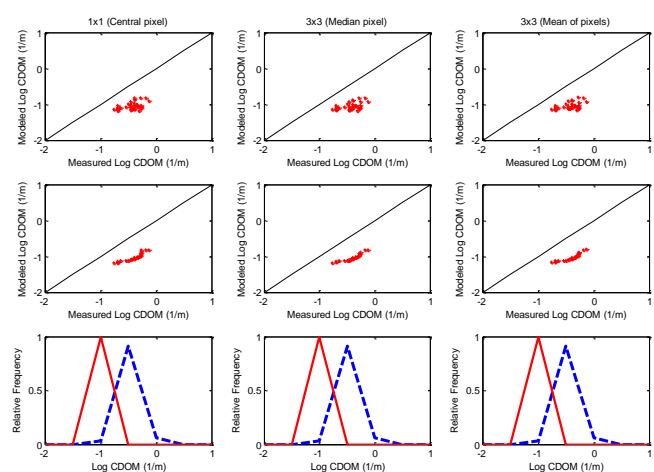 1x1 (Central pixel) 3x3 (Median pixel) 3x3 (Mean of pixels)
1 1 1
0 0 0
-1 -1 -1
-2 -2 -2
Modeled Log CDOM (1/m) Modeled Log CDOM (1/m) Modeled Log CDOM (1/m)
-2 -1 0 1 -2 -1 0 1 -2 -1 0 1
Measured Log CDOM (1/m) Measured Log CDOM (1/m) Measured Log CDOM (1/m)
1 1 1
0 0 0
-1 -1 -1
-2 -2 -2
Modeled Log CDOM (1/m) Modeled Log CDOM (1/m) Modeled Log CDOM (1/m)
-2 -1 0 1 -2 -1 0 1 -2 -1 0 1
Measured Log CDOM (1/m) Measured Log CDOM (1/m) Measured Log CDOM (1/m)
1 1 1
0.5 0.5 0.5
0 0 0
Relative Frequency Relative Frequency Relative Frequency
-2 -1 0 1 -2 -1 0 1 -2 -1 0 1
Log CDOM (1/m) Log CDOM (1/m) Log CDOM (1/m)